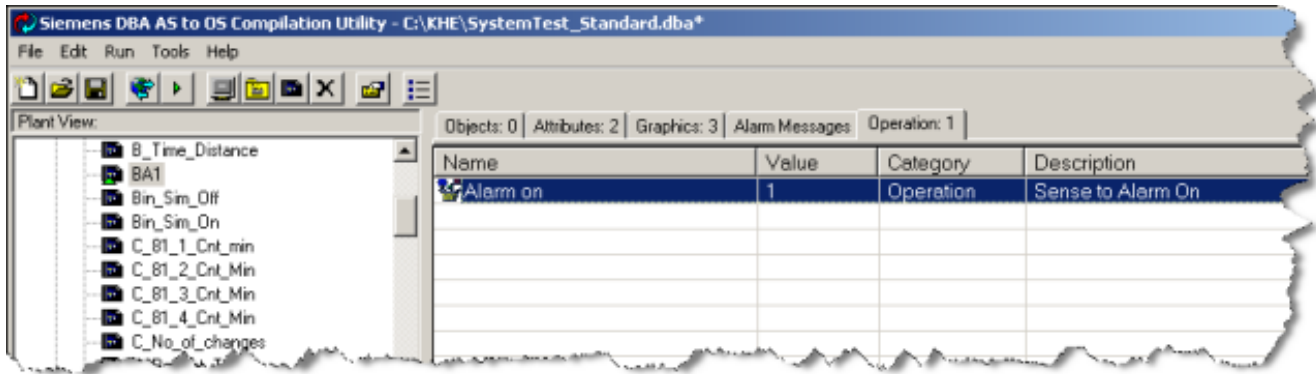 Siemens DBA AS to OS Compilation Utility - C:\KHE\SystemTest_Standard.dba*
File Edit Run Tools Help
Plant View:
Objects: 0 Attributes: 2 Graphics: 3 Alarm Messages Operation: 1
B_Time_Distance
BA1
Bin_Sim_Off
Bin_Sim_On
C_81_1_Cnt_min
C_81_2_Cnt_Min
C_81_3_Cnt_Min
C_81_4_Cnt_Min
C_No_of_changes
Name Value Category Description
Alarm on 1 Operation Sense to Alarm On